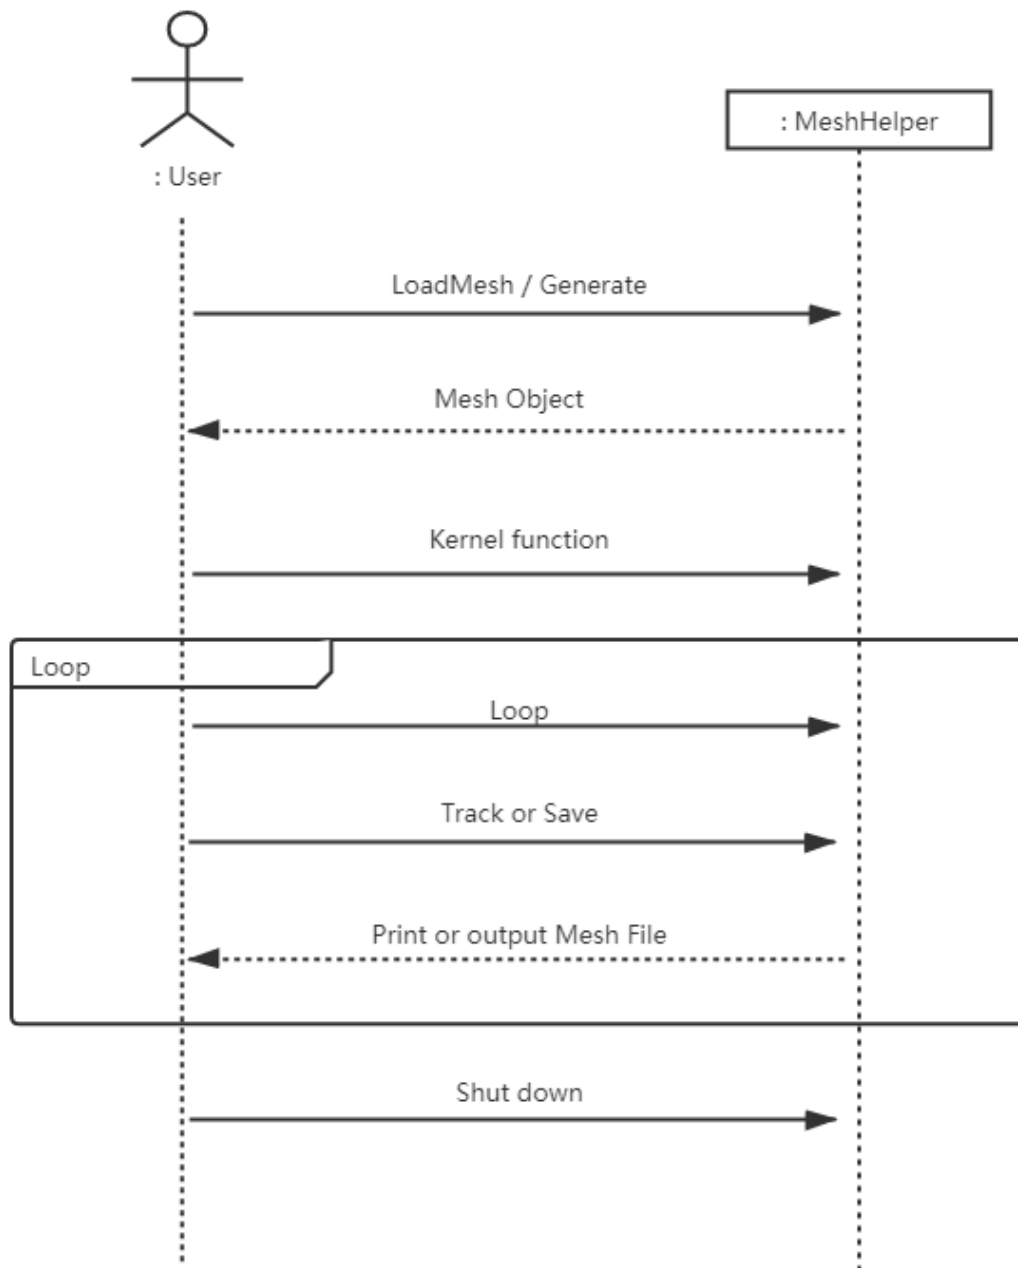 : User
: MeshHelper
LoadMesh / Generate
Mesh Object
Kernel function
Loop
Loop
Track or Save
Print or output Mesh File
Shut down